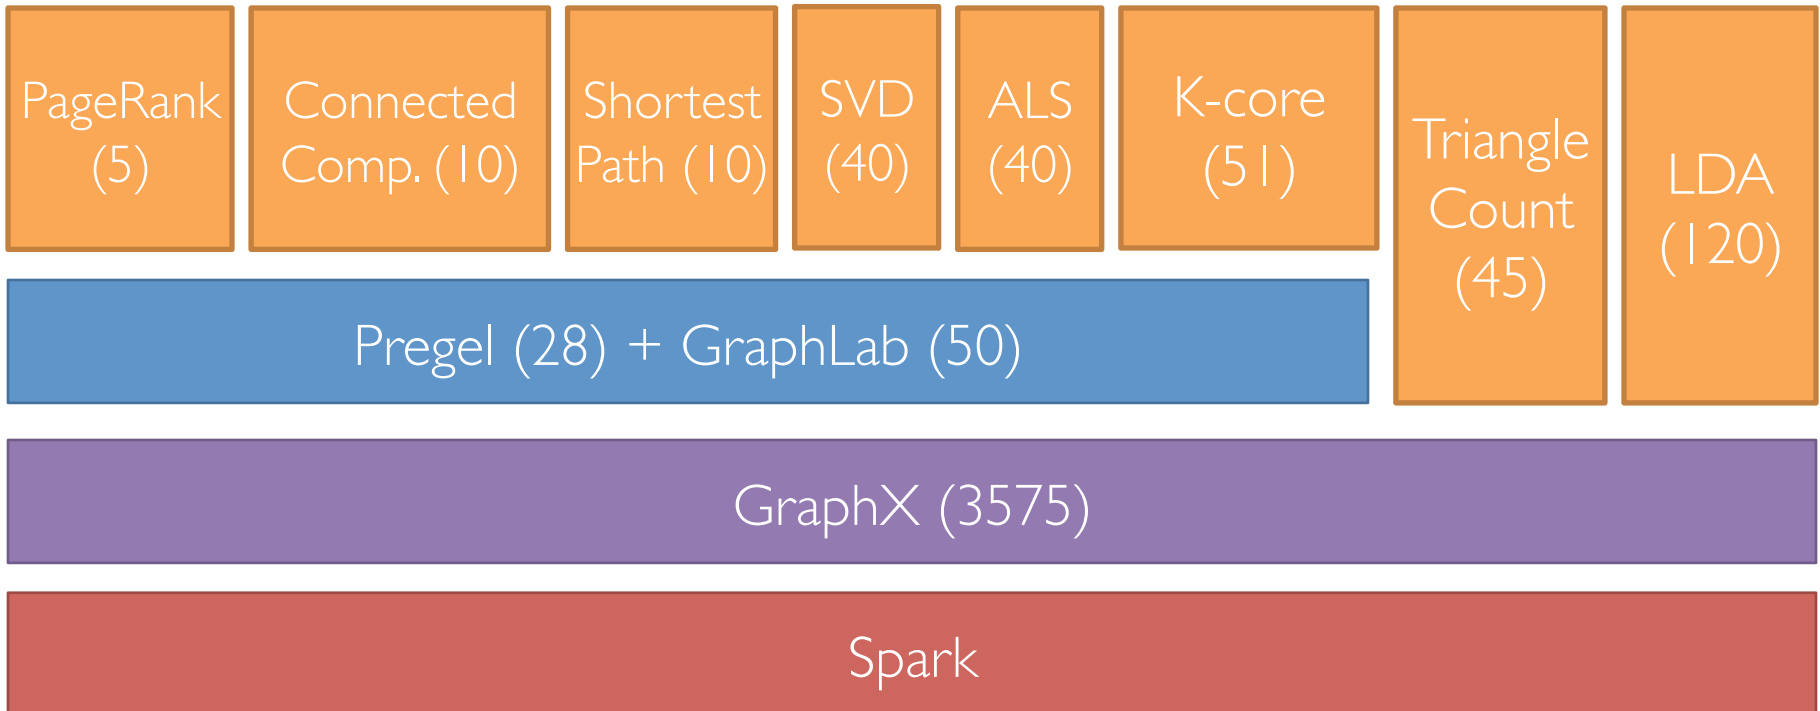 PageRank
(5)
Connected
Comp. (10)
Shortest
Path (10)
SVD
(40)
ALS
(40)
K-core
(51)
Triangle
Count
(45)
LDA
(120)
Pregel (28) + GraphLab (50)
GraphX (3575)
Spark